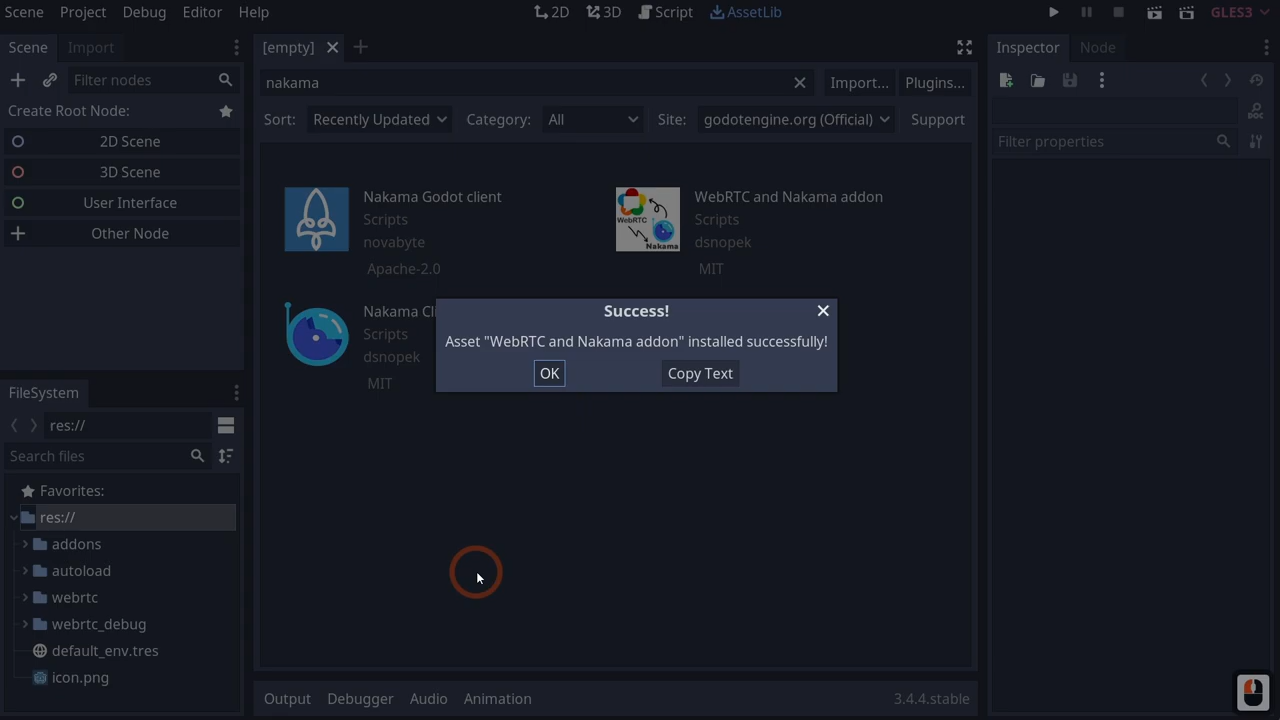 Scene Project Debug Editor Help 2D 3D Script AssetLib GLES3
Scene Import [empty] Inspector Node
Filter nodes nakama Import... Plugins...
Create Root Node: Sort: Recently Updated Category: All Site: godotengine.org (Official) Support
2D Scene Filter properties
3D Scene
User Interface
Other Node
Nakama Godot client
Scripts
novabyte
Apache-2.0
WebRTC and Nakama addon
Scripts
dsnopek
MIT
WebRTC
Nakama
Nakama Cli
Scripts
dsnopek
MIT
Success!
Asset "WebRTC and Nakama addon" installed successfully!
OK Copy Text
FileSystem
res://
Search files
Favorites:
res://
addons
autoload
webrtc
webrtc_debug
default_env.tres
icon.png
Output Debugger Audio Animation 3.4.4.stable